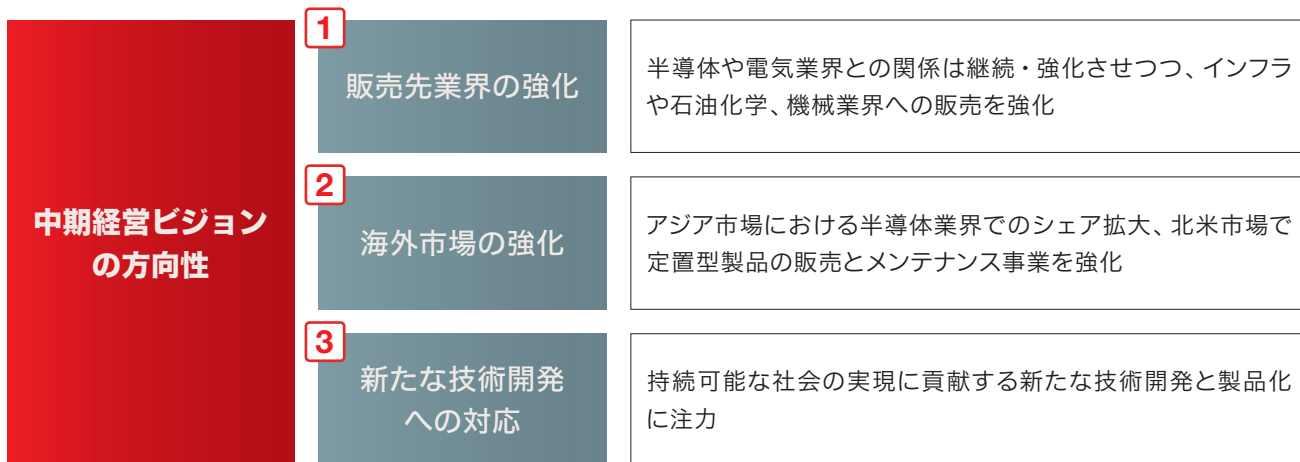 中期経営ビジョン
の方向性
1
販売先業界の強化
半導体や電気業界との関係は継続・強化させつつ、インフラ
や石油化学、機械業界への販売を強化
2
海外市場の強化
アジア市場における半導体業界でのシェア拡大、北米市場で
定置型製品の販売とメンテナンス事業を強化
3
新たな技術開発
への対応
持続可能な社会の実現に貢献する新たな技術開発と製品化
に注力